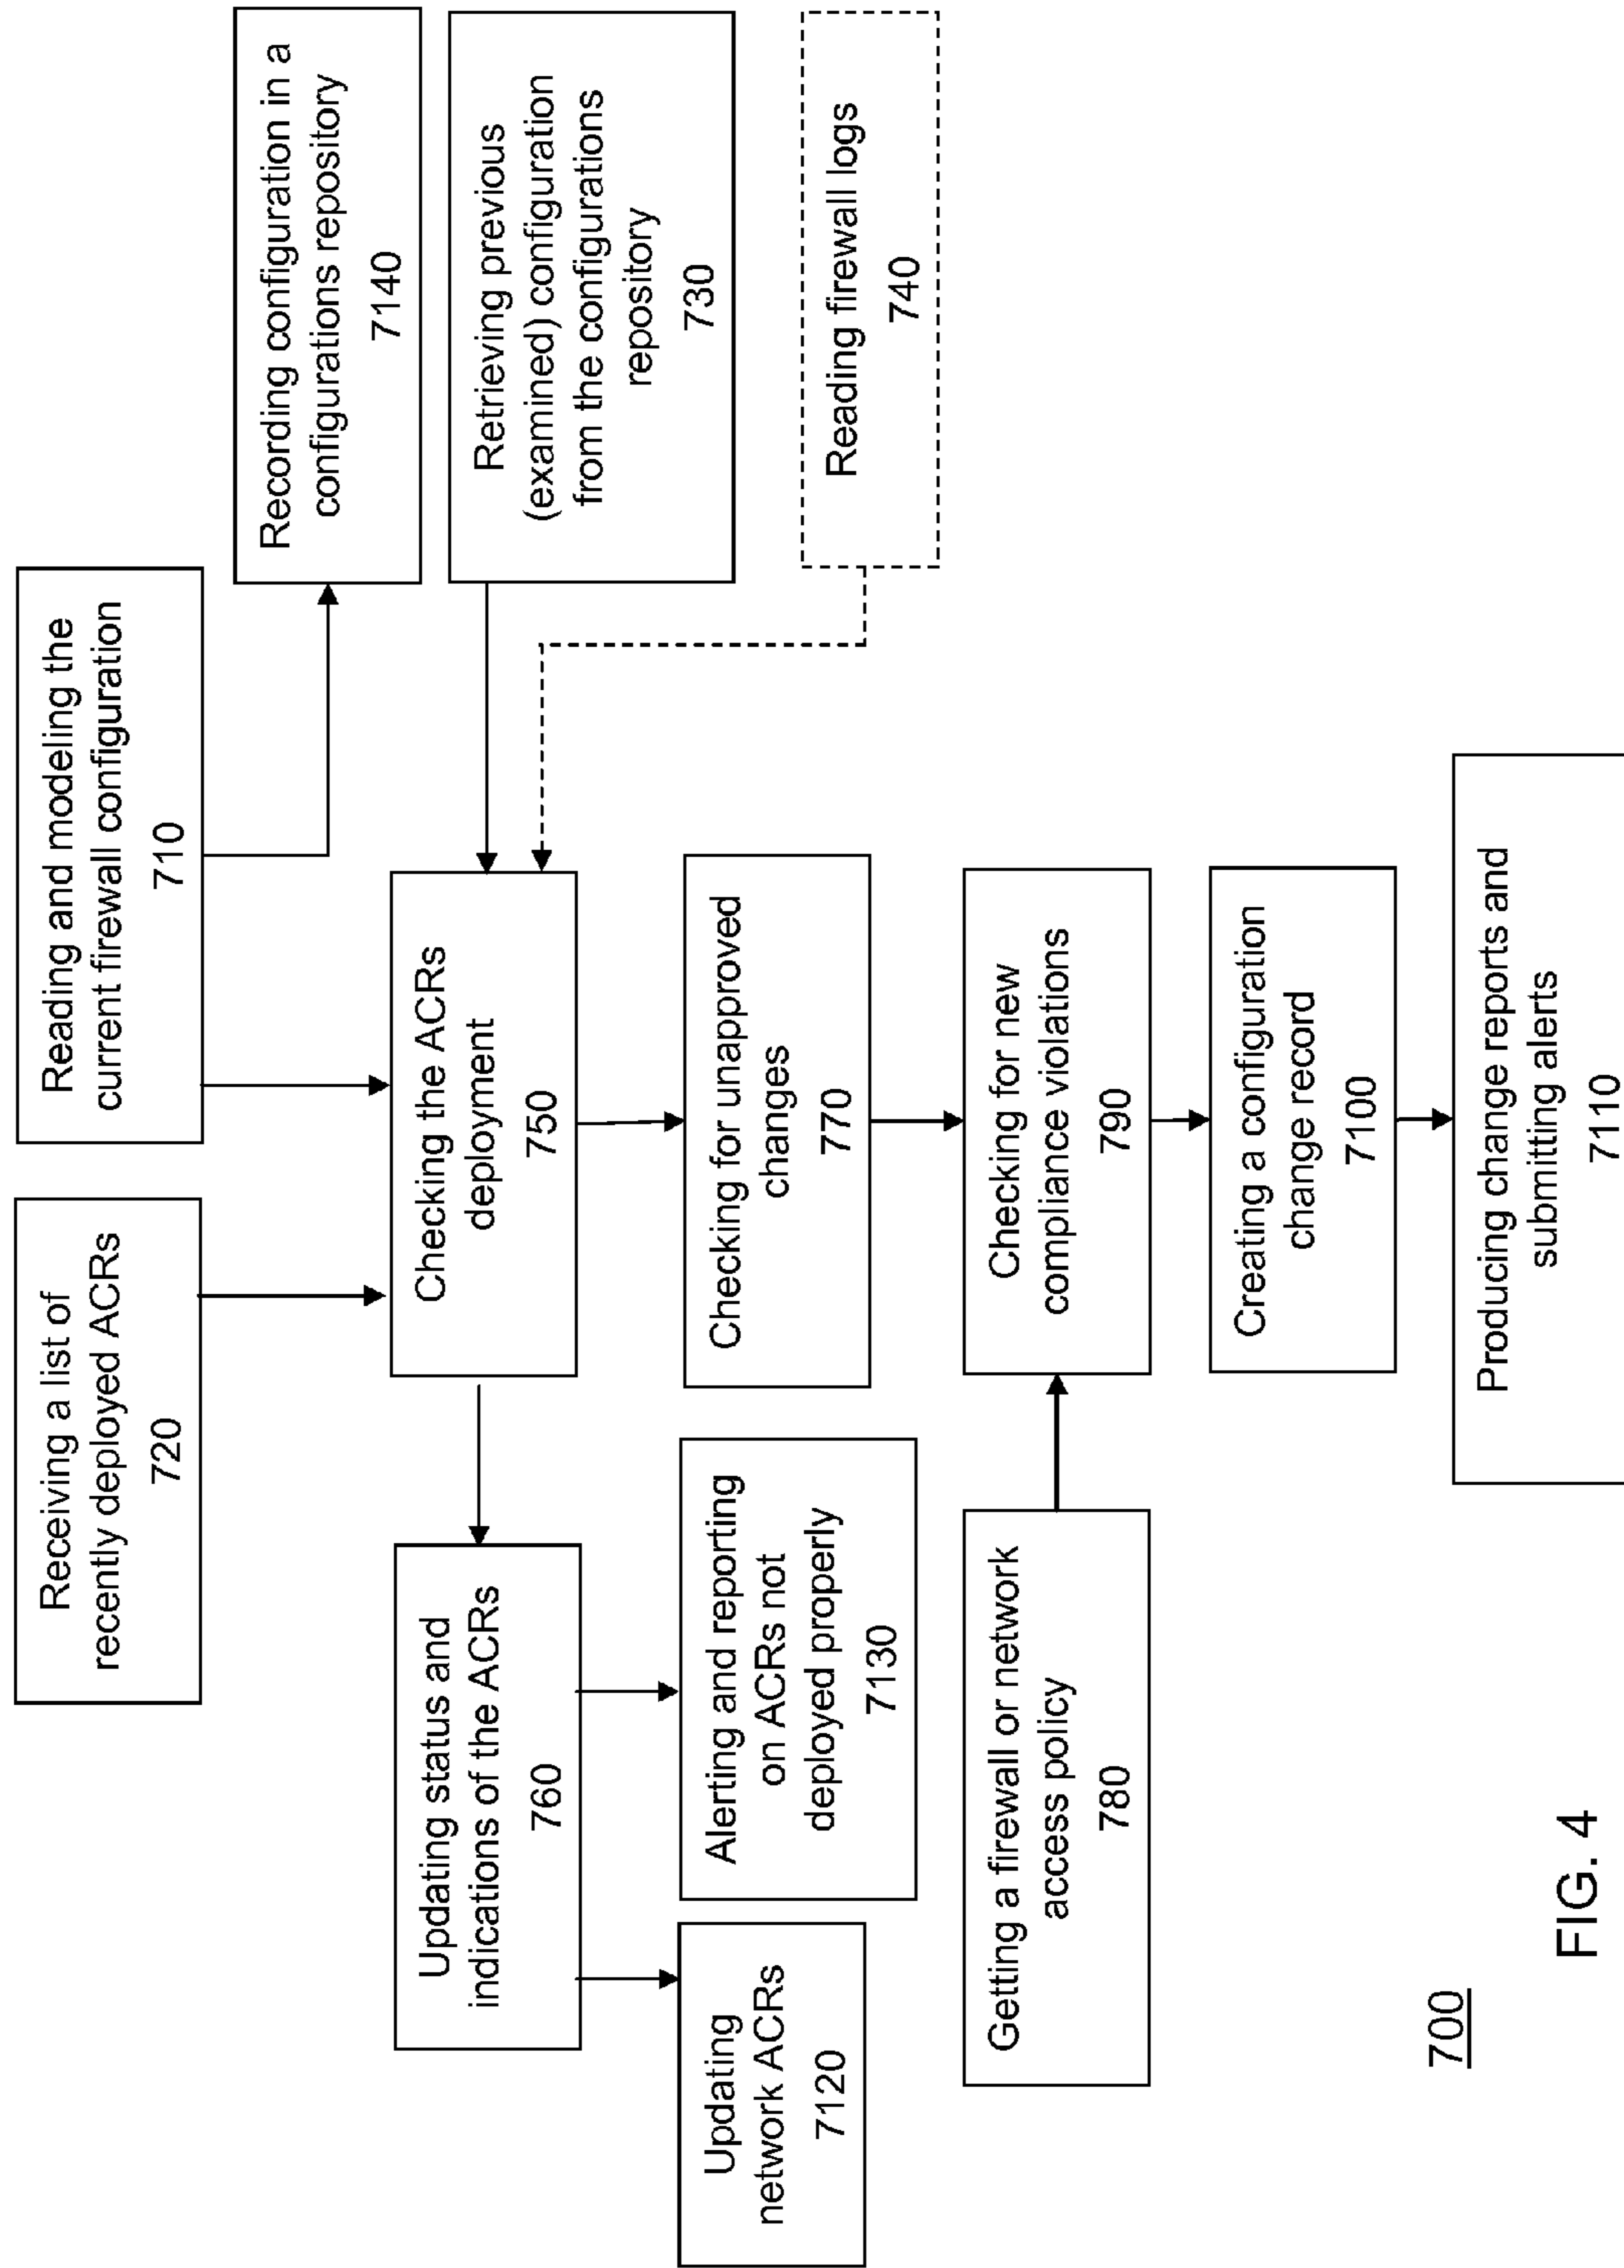 Receiving a list of
recently deployed ACRs
720
Reading and modeling the
current firewall configuration
710
Recording configuration in a
configurations repository
7140
Retrieving previous
(examined) configuration
from the configurations
repository
730
Reading firewall logs
740
Checking the ACRs
deployment
750
Updating status and
indications of the ACRs
760
Updating
network ACRs
7120
Alerting and reporting
on ACRs not
deployed properly
7130
Checking for unapproved
changes
770
Getting a firewall or network
access policy
780
Checking for new
compliance violations
790
Creating a configuration
change record
7100
Producing change reports and
submitting alerts
7110
700
FIG. 4